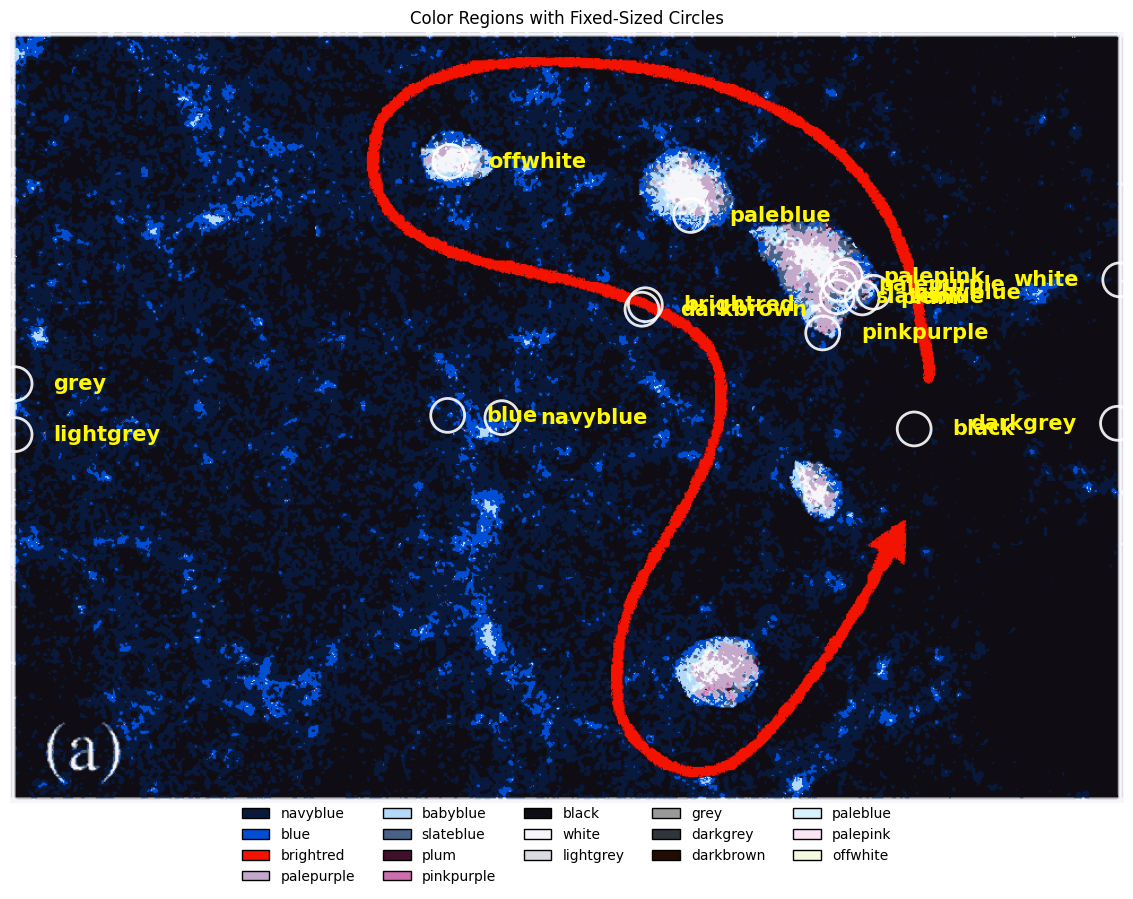 Color Regions with Fixed-Sized Circles
offwhite
paleblue
palepink
white
palepurple
brightred
darkbrown
pinkpurple
grey
blue
navyblue
black
darkgrey
lightgrey
(a)
navyblue
babyblue
black
grey
paleblue
blue
slateblue
white
darkgrey
palepink
brightred
plum
lightgrey
darkbrown
offwhite
palepurple
pinkpurple